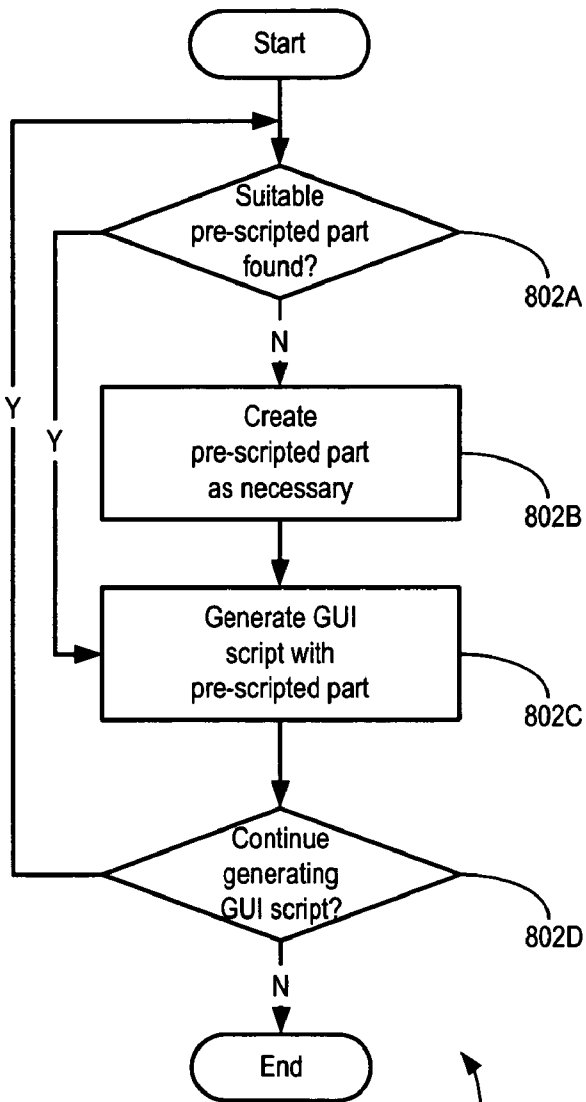 Start
Suitable
pre-scripted part
found?
802A
N
Y
Y
Create
pre-scripted part
as necessary
802B
Generate GUI
script with
pre-scripted part
802C
Continue
generating
GUI script?
802D
N
End